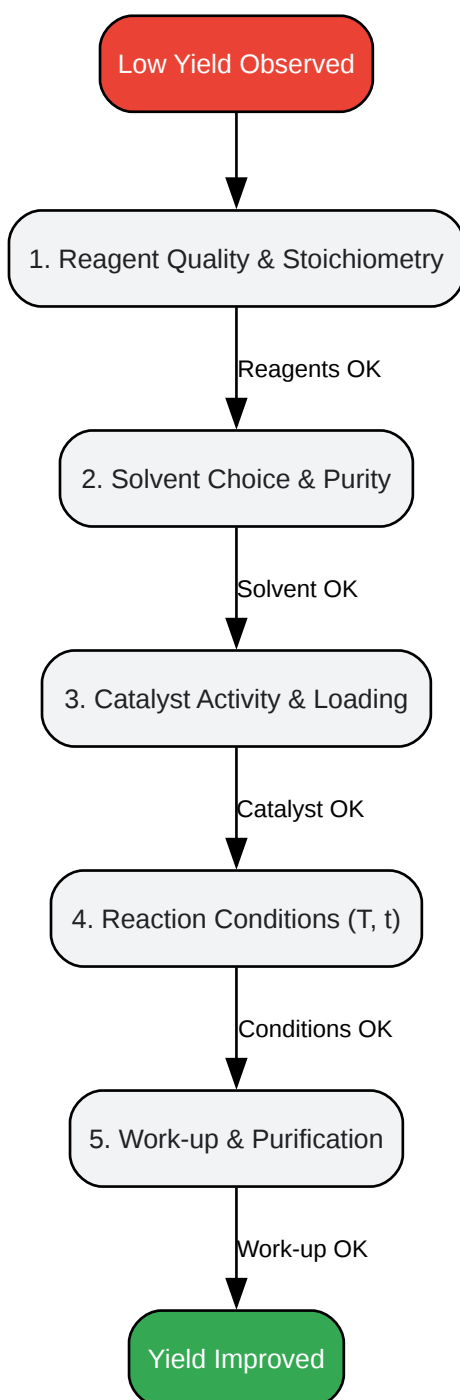 Low Yield Observed
1. Reagent Quality & Stoichiometry
Reagents OK
2. Solvent Choice & Purity
Solvent OK
3. Catalyst Activity & Loading
Catalyst OK
4. Reaction Conditions (T, t)
Conditions OK
5. Work-up & Purification
Work-up OK
Yield Improved